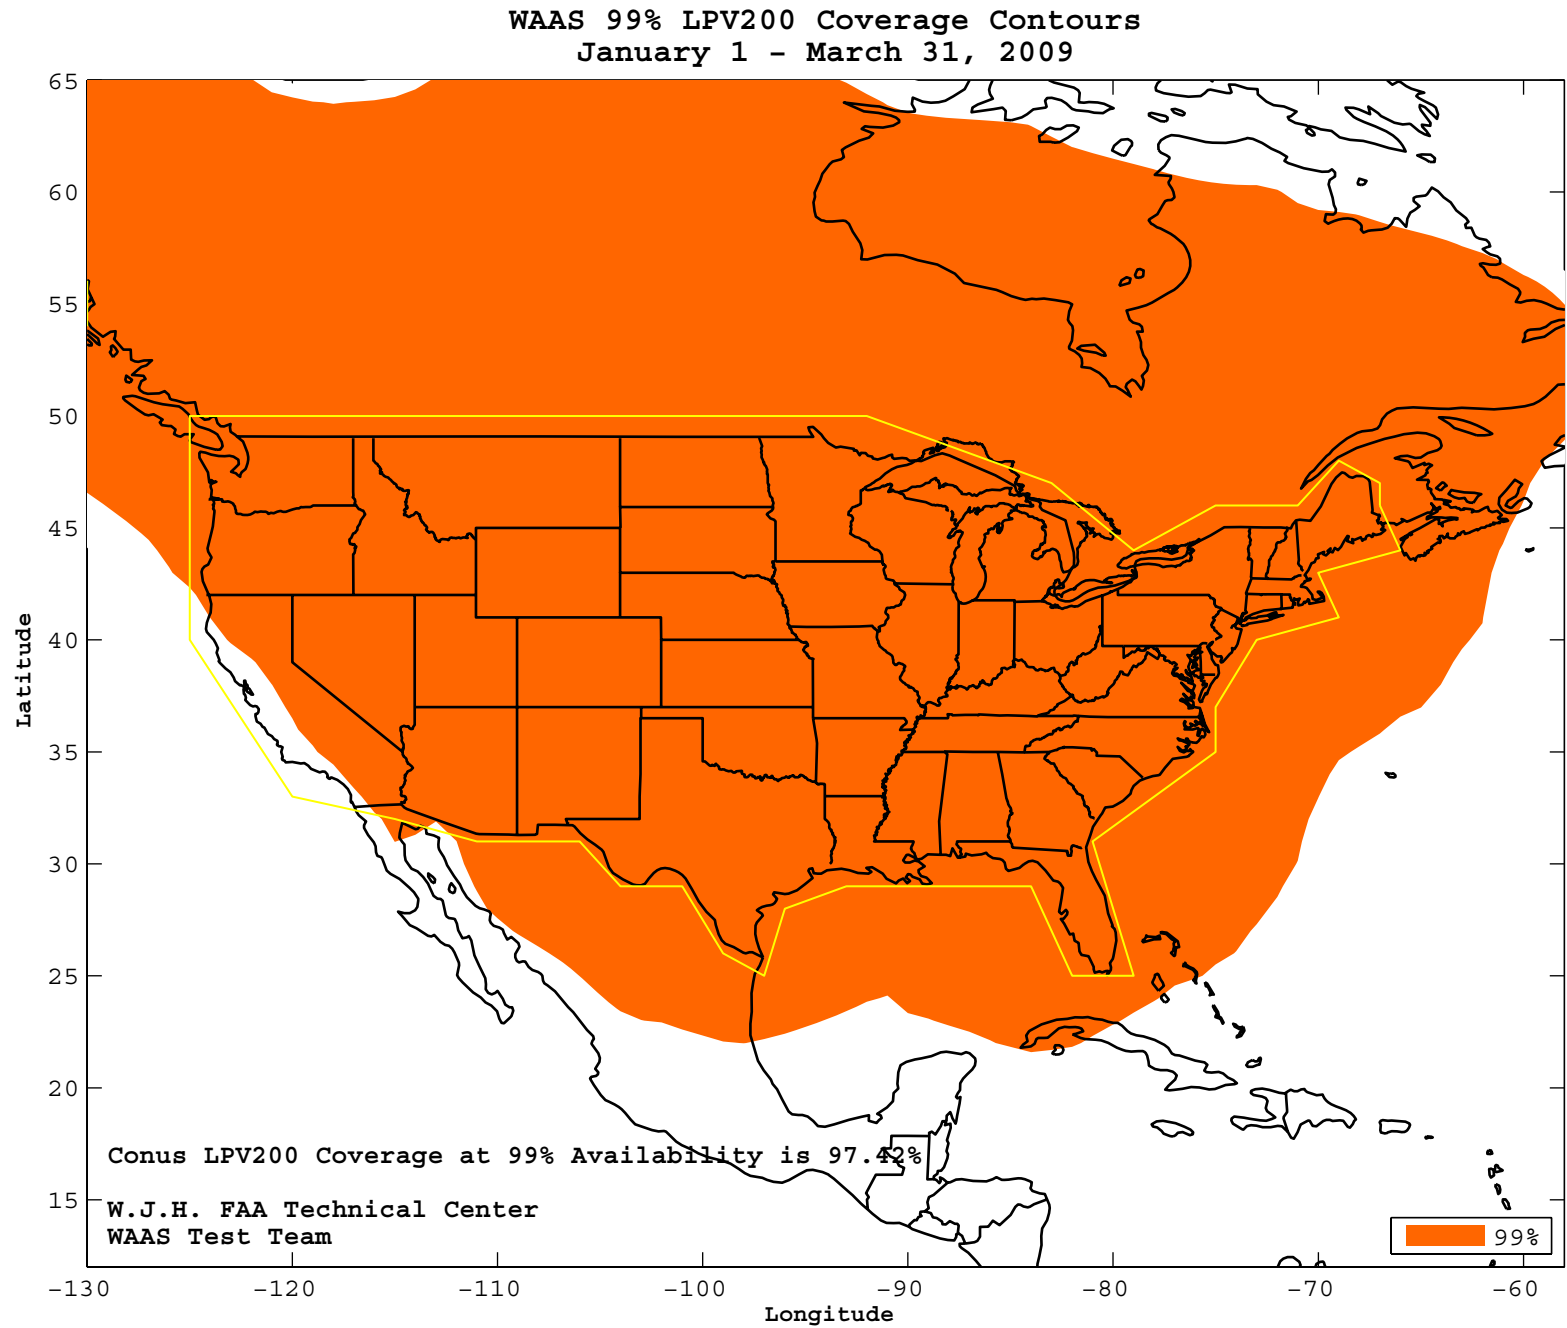 WAAS 99% LPV200 Coverage Contours
January 1 – March 31, 2009
65
60
55
50
45
40
35
30
25
20
15
Latitude
Conus LPV200 Coverage at 99% Availability is 97.42%
W.J.H. FAA Technical Center
WAAS Test Team
99%
−130 −120 −110 −100 −90 −80 −70 −60
Longitude